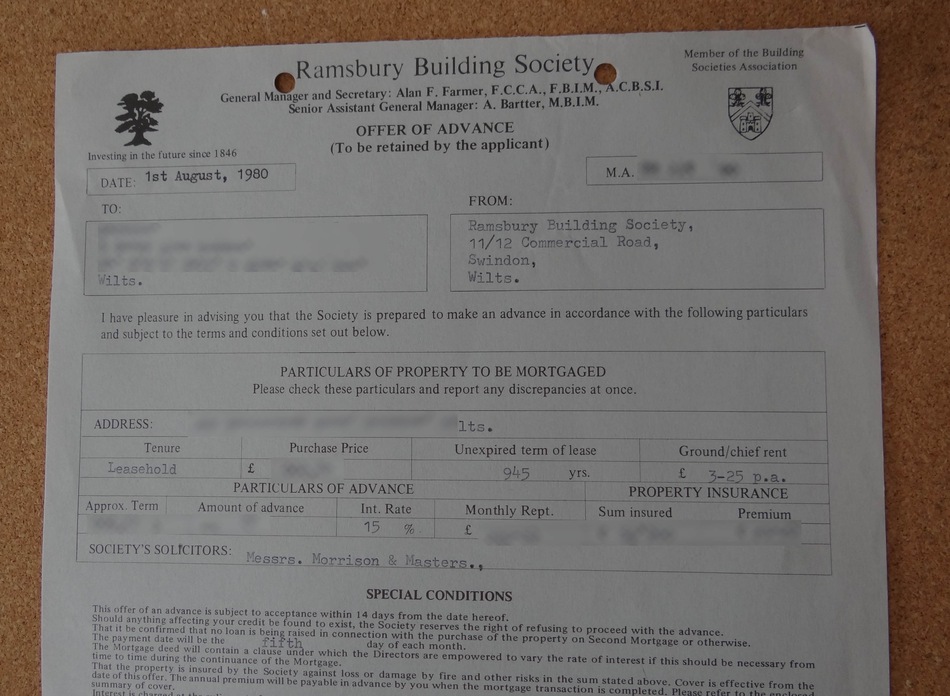 Ramsbury Building Society
Member of the Building
Societies Association
General Manager and Secretary: Alan F. Farmer, F.C.C.A., F.B.I.M., A.C.B.S.I.
Senior Assistant General Manager: A. Bartter, M.B.I.M.
OFFER OF ADVANCE
(To be retained by the applicant)
Investing in the future since 1846
DATE: 1st August, 1980
M.A.
TO:
FROM:
Wilts.
Ramsbury Building Society,
11/12 Commercial Road,
Swindon,
Wilts.
I have pleasure in advising you that the Society is prepared to make an advance in accordance with the following particulars
and subject to the terms and conditions set out below.
PARTICULARS OF PROPERTY TO BE MORTGAGED
Please check these particulars and report any discrepancies at once.
ADDRESS: lts.
Tenure Purchase Price Unexpired term of lease Ground/chief rent
Leasehold £ 945 yrs. £ 3-25 p.a.
PARTICULARS OF ADVANCE PROPERTY INSURANCE
Approx. Term Amount of advance Int. Rate Monthly Rept. Sum insured Premium
15 % £
SOCIETY'S SOLICITORS: Messrs. Morrison & Masters.,
SPECIAL CONDITIONS
This offer of an advance is subject to acceptance within 14 days from the date hereof.
Should anything affecting your credit be found to exist, the Society reserves the right of refusing to proceed with the advance.
That it be confirmed that no loan is being raised in connection with the purchase of the property on Second Mortgage or otherwise.
The payment date will be the fifth day of each month.
The Mortgage deed will contain a clause under which the Directors are empowered to vary the rate of interest if this should be necessary from
time to time during the continuance of the Mortgage.
That the property is insured by the Society against loss or damage by fire and other risks in the sum stated above. Cover is effective from the
date of this offer. The annual premium will be payable in advance by you when the mortgage transaction is completed. Please refer to the enclosed
summary of cover.